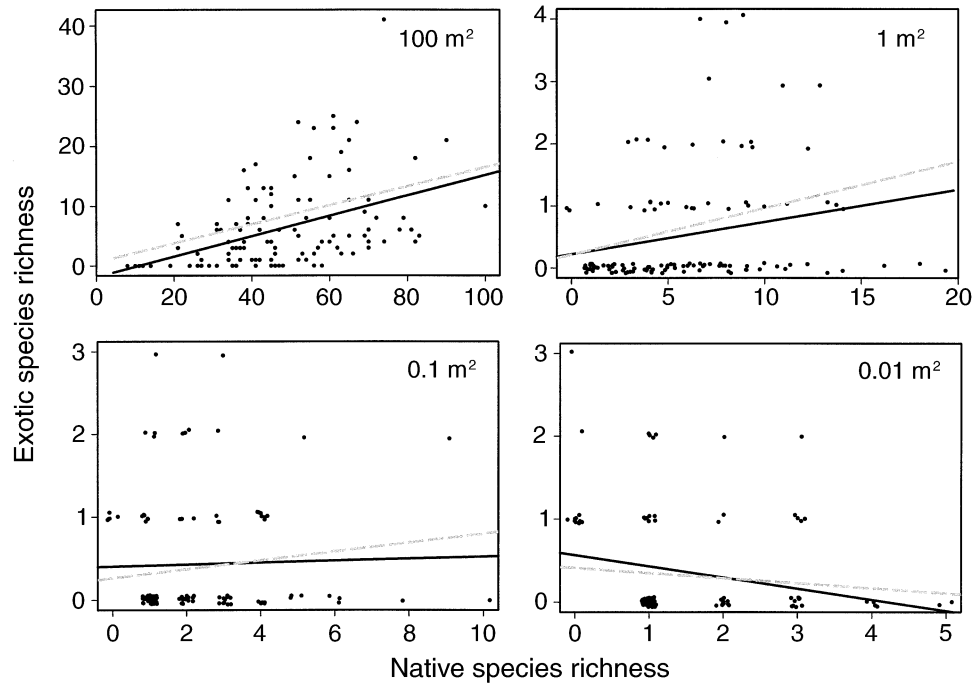 100 m²
40
30
20
10
0
0 20 40 60 80 100
1 m²
4
3
2
1
0
0 5 10 15 20
0.1 m²
3
2
1
0
0 2 4 6 8 10
0.01 m²
3
2
1
0
0 1 2 3 4 5
Exotic species richness
Native species richness